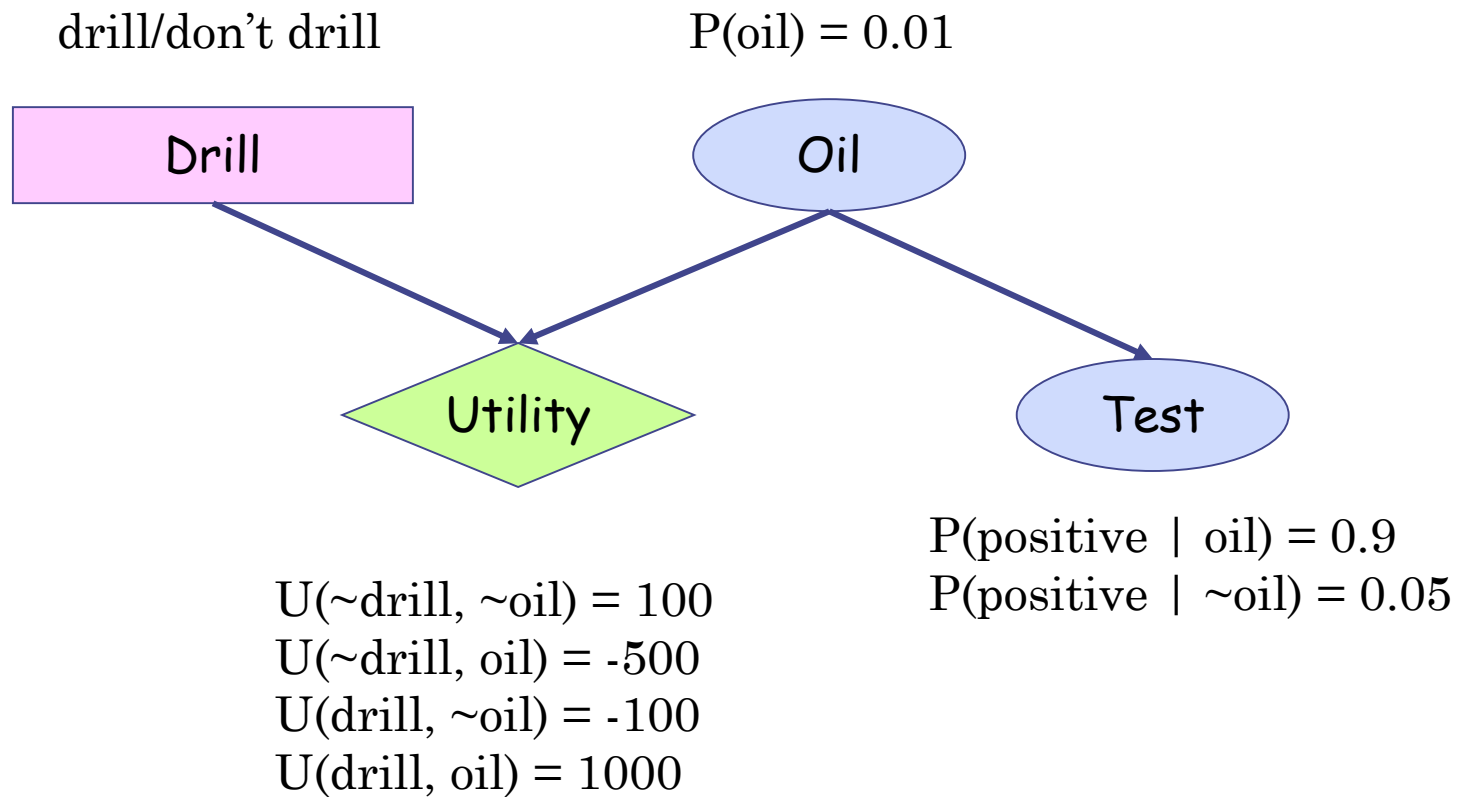 drill/don’t drill
P(oil) = 0.01
Drill
Oil
Utility
Test
P(positive | oil) = 0.9
P(positive | ~oil) = 0.05
U(~drill, ~oil) = 100
U(~drill, oil) = -500
U(drill, ~oil) = -100
U(drill, oil) = 1000